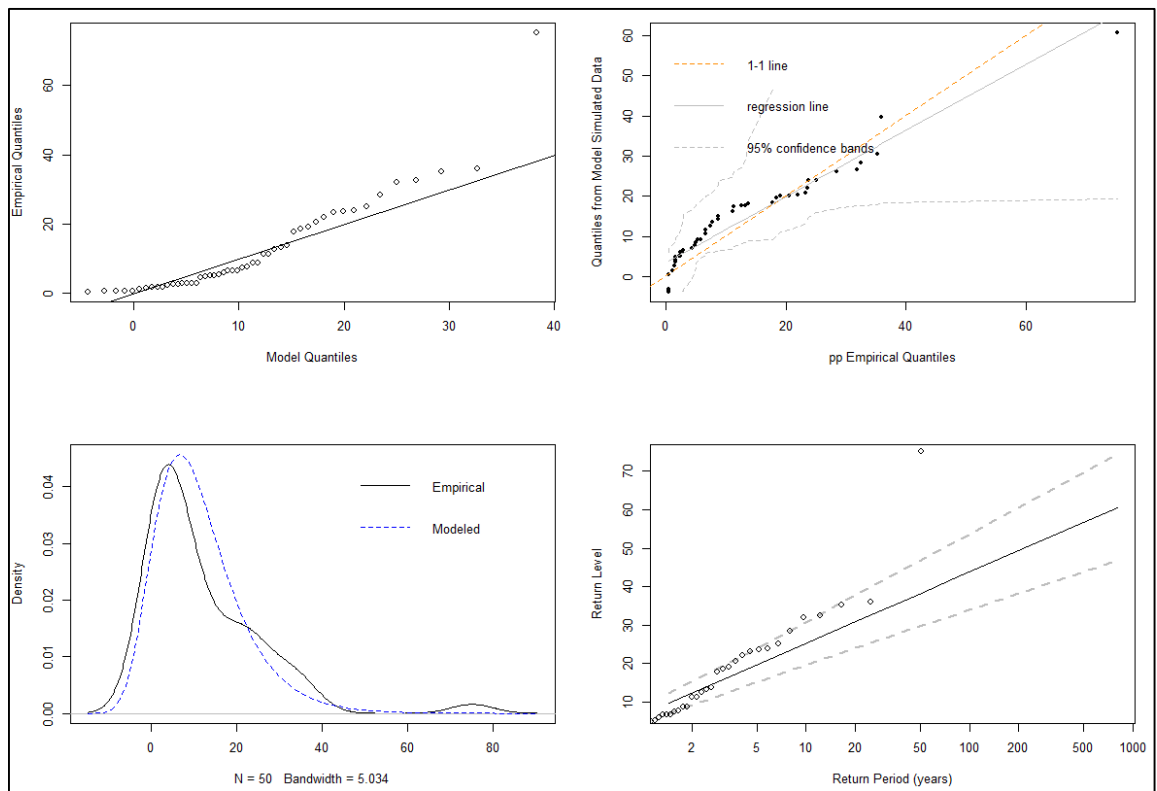 Empirical Quantiles
0 20 40 60
0 10 20 30 40
Model Quantiles
Quantiles from Model Simulated Data
0 10 20 30 40 50 60
1-1 line
regression line
95% confidence bands
0 20 40 60
pp Empirical Quantiles
Density
0.00 0.01 0.02 0.03 0.04
Empirical
Modeled
0 20 40 60 80
N = 50 Bandwidth = 5.034
Return Level
10 20 30 40 50 60 70
2 5 10 20 50 100 200 500 1000
Return Period (years)